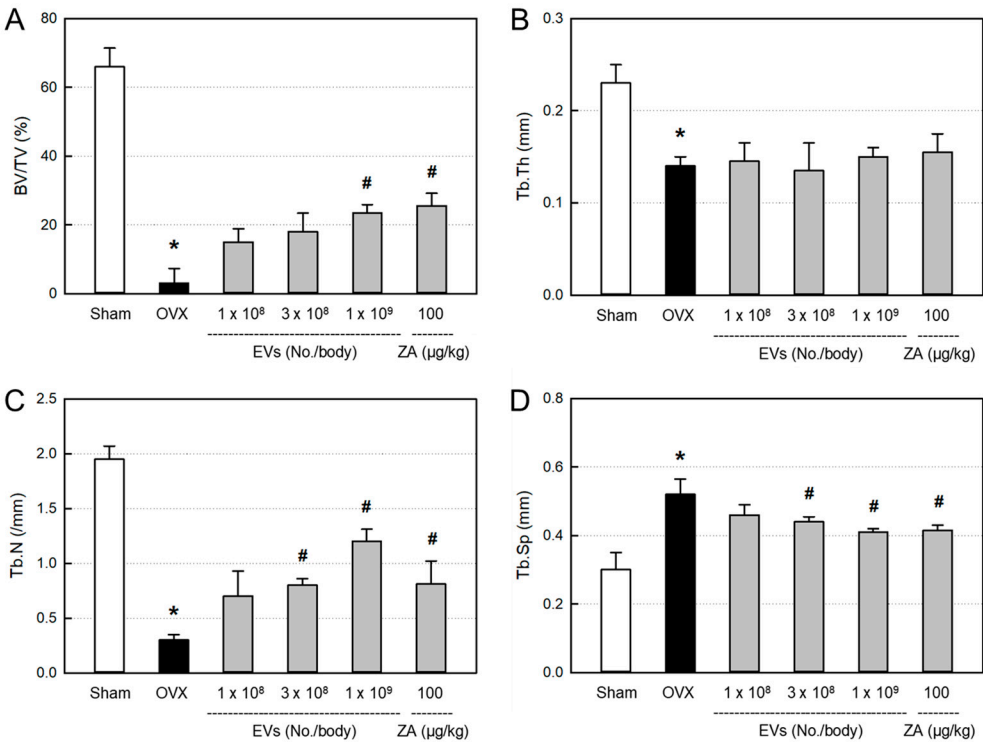 A
BV/TV (%)
80
60
40
20
0
*
#
#
Sham OVX 1 x 10⁸ 3 x 10⁸ 1 x 10⁹ 100
EVs (No./body) ZA (µg/kg)
B
Tb.Th (mm)
0.3
0.2
0.1
0.0
*
Sham OVX 1 x 10⁸ 3 x 10⁸ 1 x 10⁹ 100
EVs (No./body) ZA (µg/kg)
C
Tb.N (/mm)
2.5
2.0
1.5
1.0
0.5
0.0
*
#
#
#
Sham OVX 1 x 10⁸ 3 x 10⁸ 1 x 10⁹ 100
EVs (No./body) ZA (µg/kg)
D
Tb.Sp (mm)
0.8
0.6
0.4
0.2
0.0
*
#
#
#
Sham OVX 1 x 10⁸ 3 x 10⁸ 1 x 10⁹ 100
EVs (No./body) ZA (µg/kg)